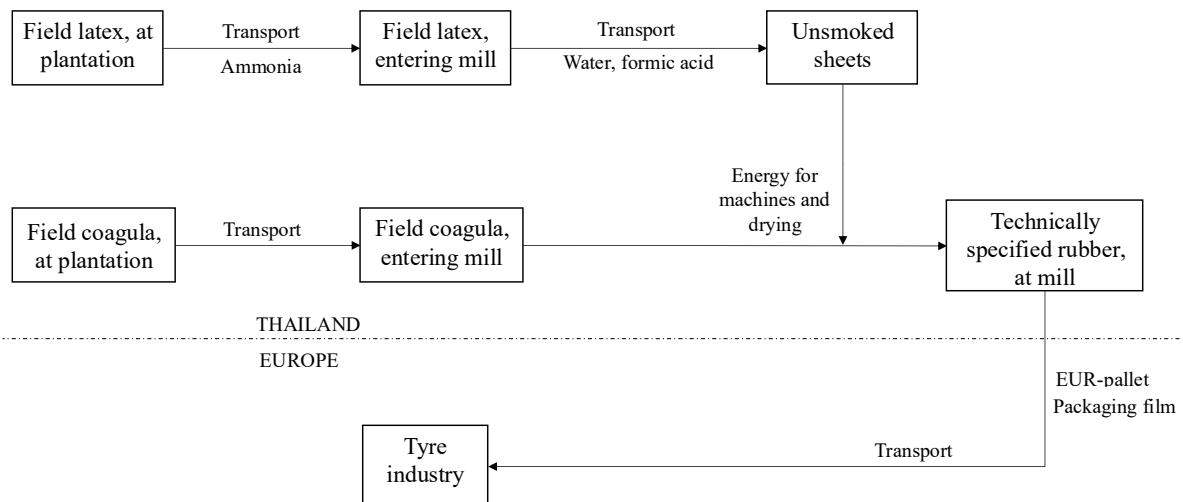 Field latex, at
plantation
Transport
Ammonia
Field latex,
entering mill
Transport
Water, formic acid
Unsmoked
sheets
Energy for
machines and
drying
Field coagula,
at plantation
Transport
Field coagula,
entering mill
Technically
specified rubber,
at mill
THAILAND
EUROPE
EUR-pallet
Packaging film
Transport
Tyre
industry